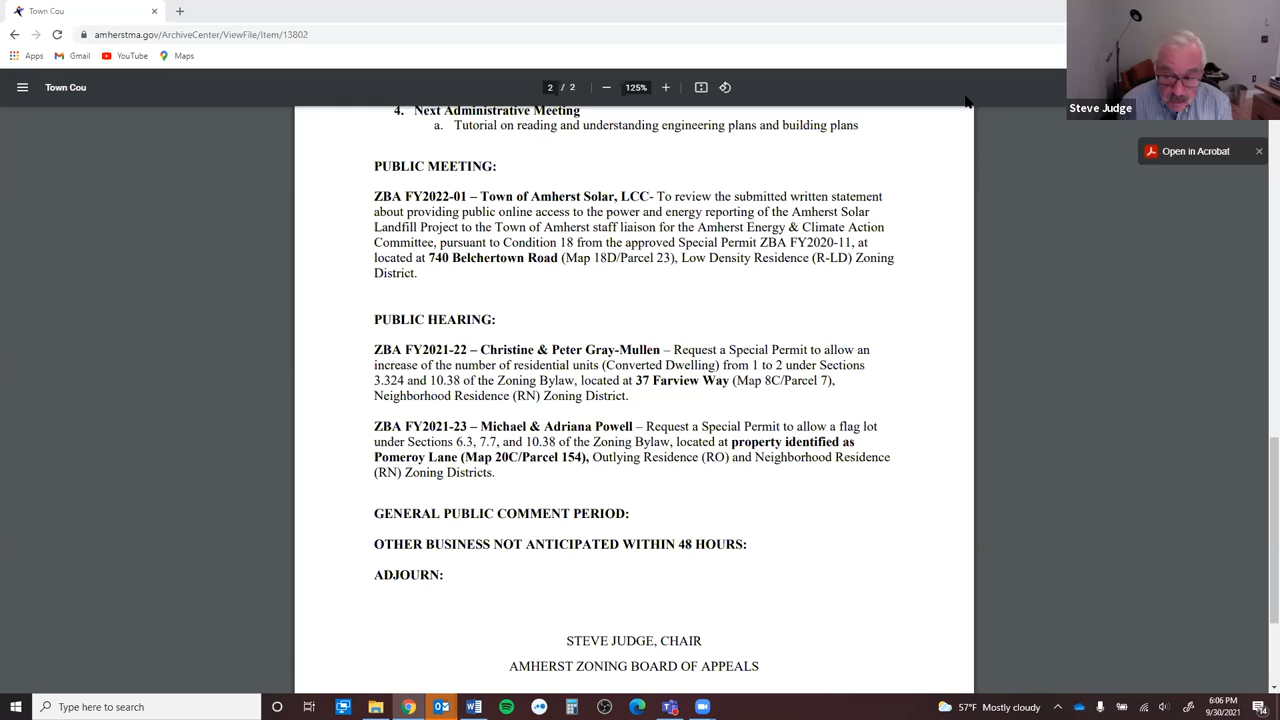 Town Cou
amherstma.gov/ArchiveCenter/ViewFile/Item/13802
Apps Gmail YouTube Maps
Town Cou
2 / 2
125%
Steve Judge
Open in Acrobat
4. Next Administrative Meeting
a. Tutorial on reading and understanding engineering plans and building plans
PUBLIC MEETING:
ZBA FY2022-01 – Town of Amherst Solar, LCC- To review the submitted written statement
about providing public online access to the power and energy reporting of the Amherst Solar
Landfill Project to the Town of Amherst staff liaison for the Amherst Energy & Climate Action
Committee, pursuant to Condition 18 from the approved Special Permit ZBA FY2020-11, at
located at 740 Belchertown Road (Map 18D/Parcel 23), Low Density Residence (R-LD) Zoning
District.
PUBLIC HEARING:
ZBA FY2021-22 – Christine & Peter Gray-Mullen – Request a Special Permit to allow an
increase of the number of residential units (Converted Dwelling) from 1 to 2 under Sections
3.324 and 10.38 of the Zoning Bylaw, located at 37 Farview Way (Map 8C/Parcel 7),
Neighborhood Residence (RN) Zoning District.
ZBA FY2021-23 – Michael & Adriana Powell – Request a Special Permit to allow a flag lot
under Sections 6.3, 7.7, and 10.38 of the Zoning Bylaw, located at property identified as
Pomeroy Lane (Map 20C/Parcel 154), Outlying Residence (RO) and Neighborhood Residence
(RN) Zoning Districts.
GENERAL PUBLIC COMMENT PERIOD:
OTHER BUSINESS NOT ANTICIPATED WITHIN 48 HOURS:
ADJOURN:
STEVE JUDGE, CHAIR
AMHERST ZONING BOARD OF APPEALS
Type here to search
57°F Mostly cloudy
6:06 PM
9/30/2021
14